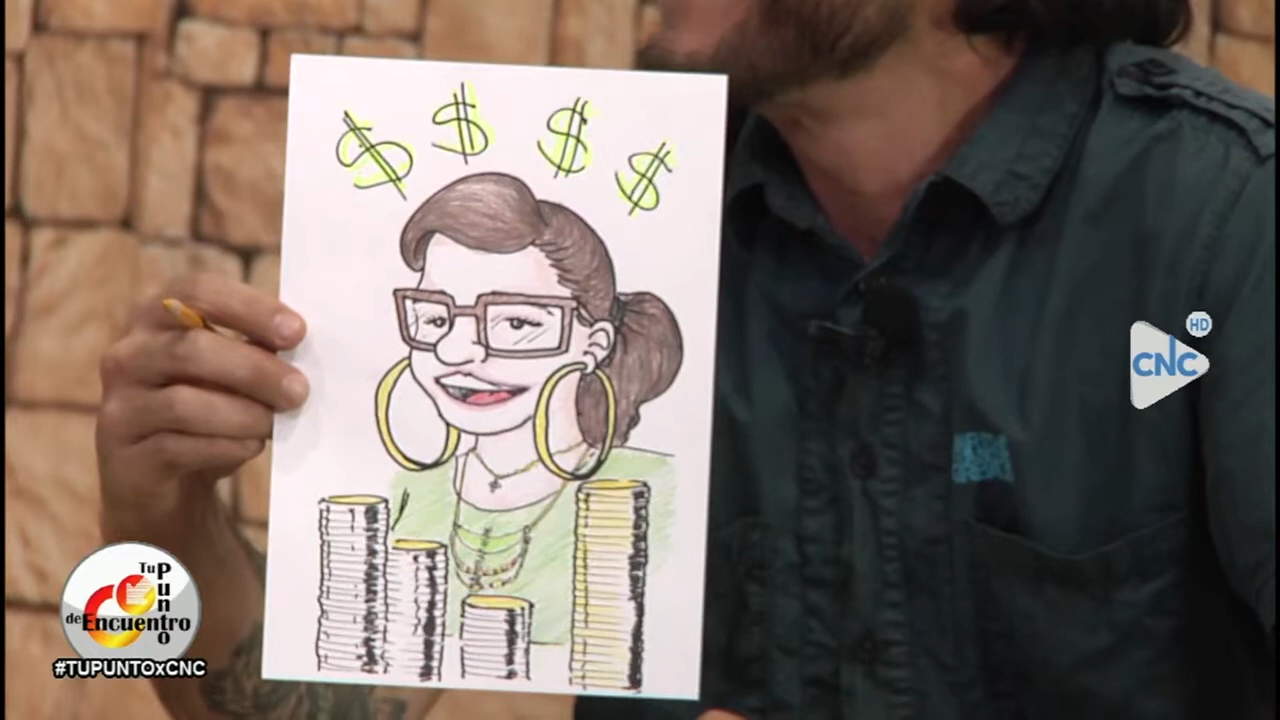 $ $ $ $
HD
CNC
Tu Punto
de Encuentro
#TUPUNTOxCNC